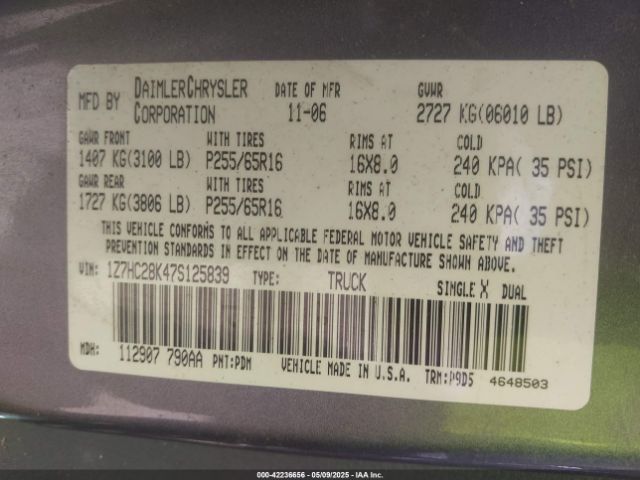 MFD BY DAIMLERCHRYSLER CORPORATION DATE OF MFR 11-06 GVWR 2727 KG(06010 LB)
GAWR FRONT WITH TIRES RIMS AT COLD
1407 KG(3100 LB) P255/65R16 16X8.0 240 KPA( 35 PSI)
GAWR REAR WITH TIRES RIMS AT COLD
1727 KG(3806 LB) P255/65R16 16X8.0 240 KPA( 35 PSI)
THIS VEHICLE CONFORMS TO ALL APPLICABLE FEDERAL MOTOR VEHICLE SAFETY AND THEFT
PREVENTION STANDARDS IN EFFECT ON THE DATE OF MANUFACTURE SHOWN ABOVE.
VIN: 1Z7HC28K47S125839 TYPE: TRUCK SINGLE X DUAL
MDH: 112907 790AA PNT:PDM VEHICLE MADE IN U.S.A. TRM:P9D5 4648503
000-42236656 - 05/09/2025 - IAA Inc.